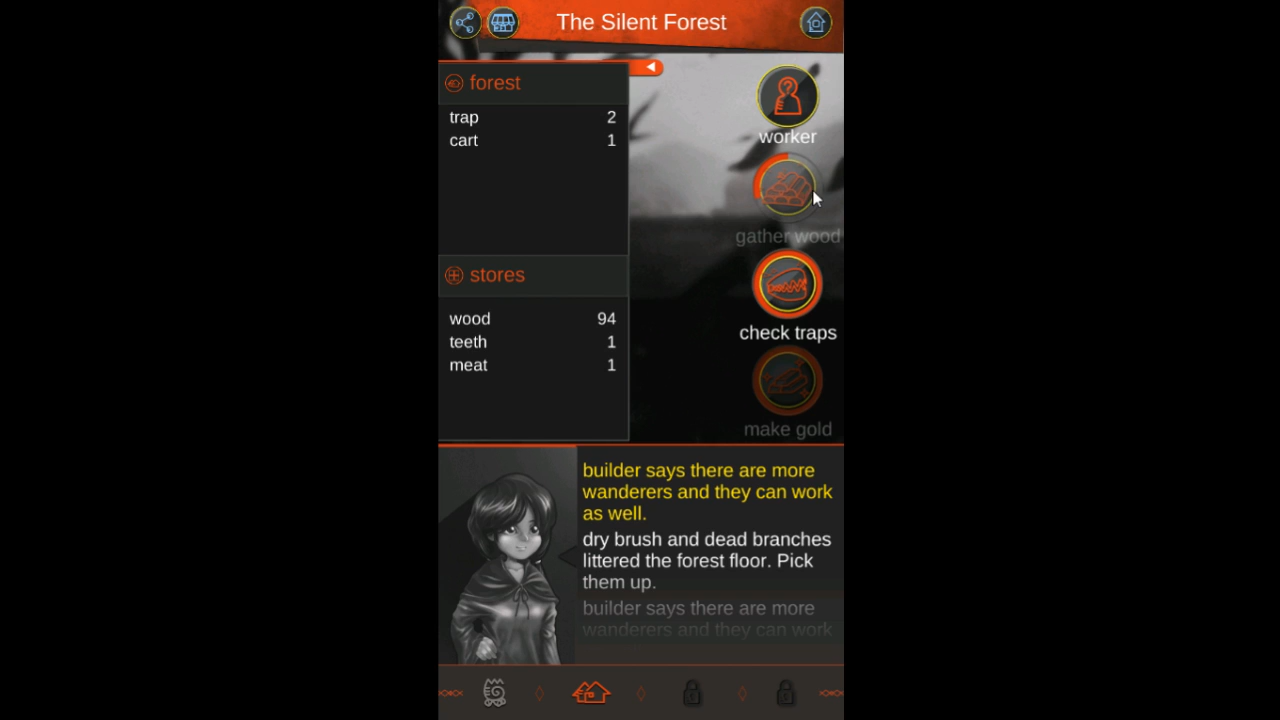 The Silent Forest
forest
trap 2
cart 1
stores
wood 94
teeth 1
meat 1
worker
gather wood
check traps
make gold
builder says there are more
wanderers and they can work
as well.
dry brush and dead branches
littered the forest floor. Pick
them up.
builder says there are more
wanderers and they can work